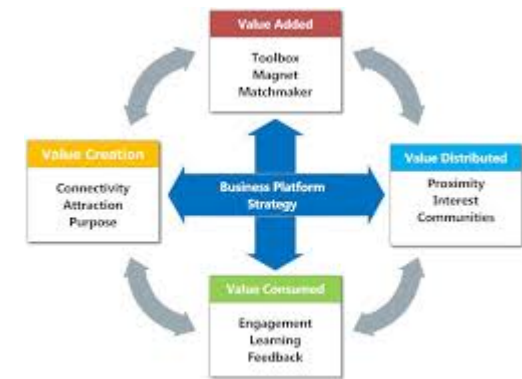 Value Added
Toolbox
Magnet
Matchmaker
Value Creation
Connectivity
Attraction
Purpose
Business Platform
Strategy
Value Distributed
Proximity
Interest
Communities
Value Consumed
Engagement
Learning
Feedback